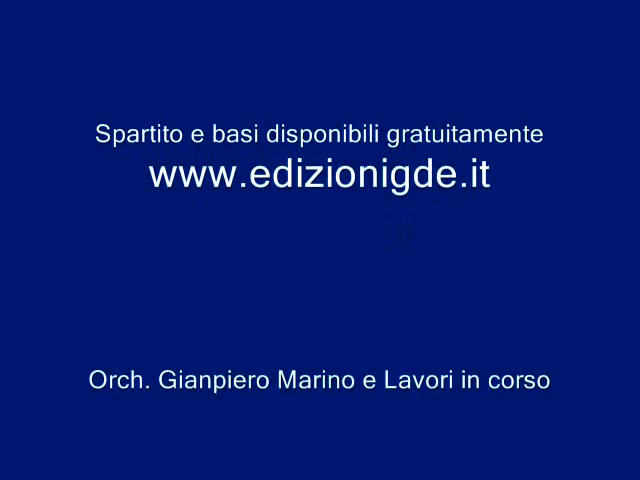 Spartito e basi disponibili gratuitamente
www.edizionigde.it
Orch. Gianpiero Marino e Lavori in corso